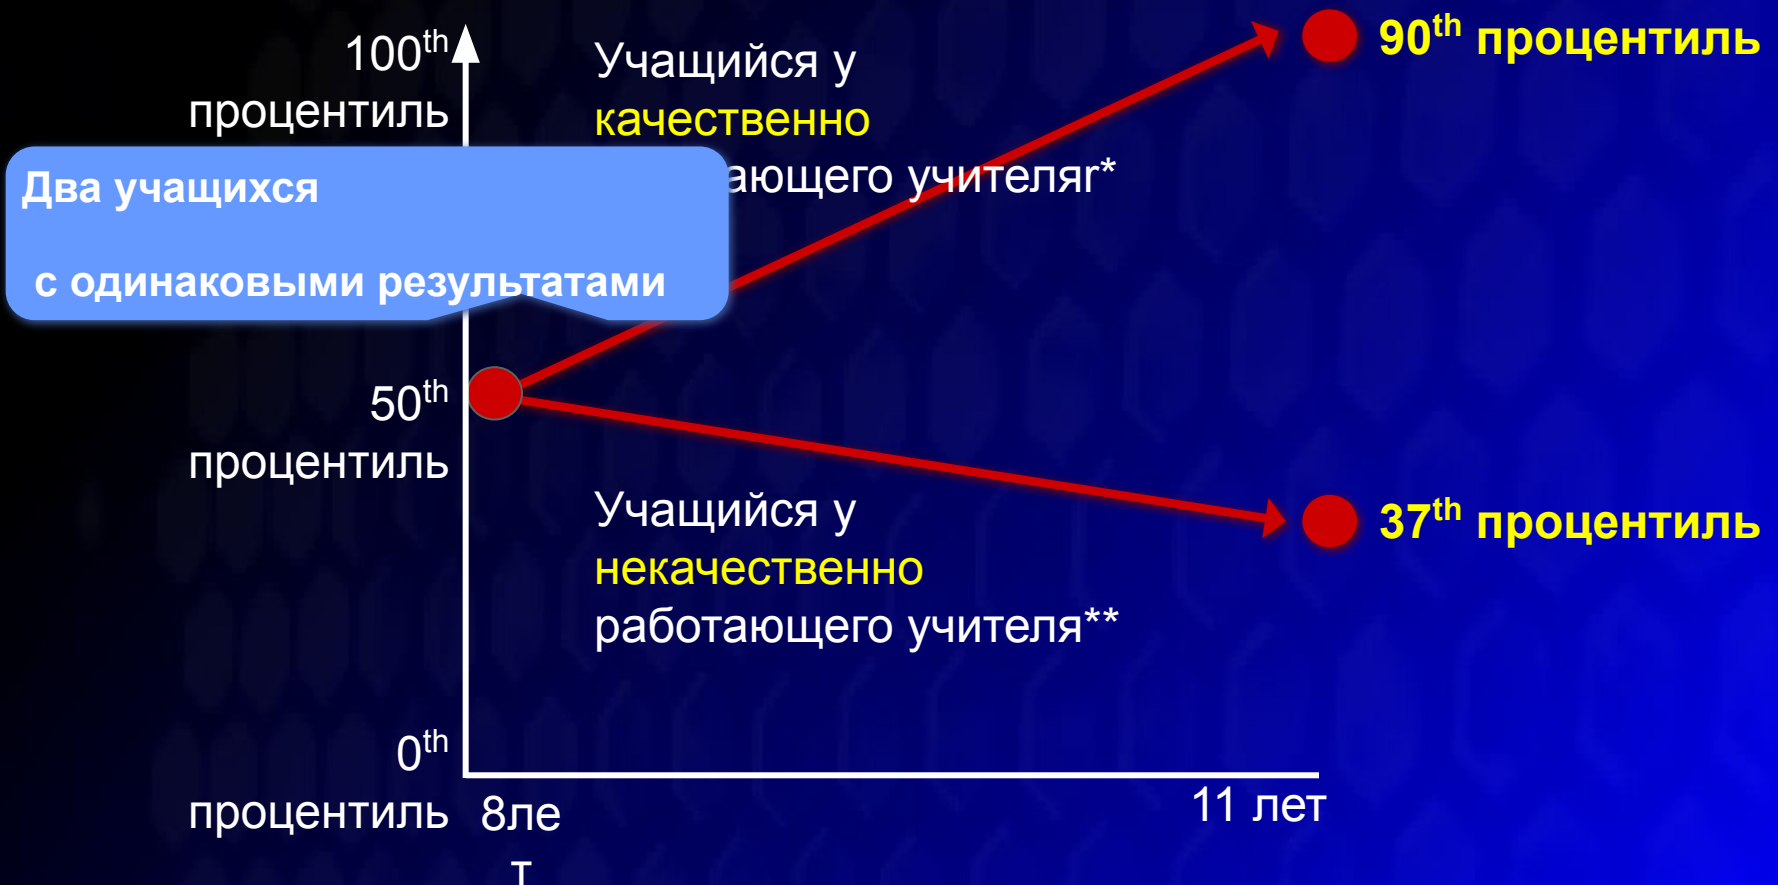 100th
процентиль
Учащийся у
качественно
ающего учителяr*
90th процентиль
Два учащихся
с одинаковыми результатами
50th
процентиль
Учащийся у
некачественно
работающего учителя**
37th процентиль
0th
процентиль
8ле
т
11 лет